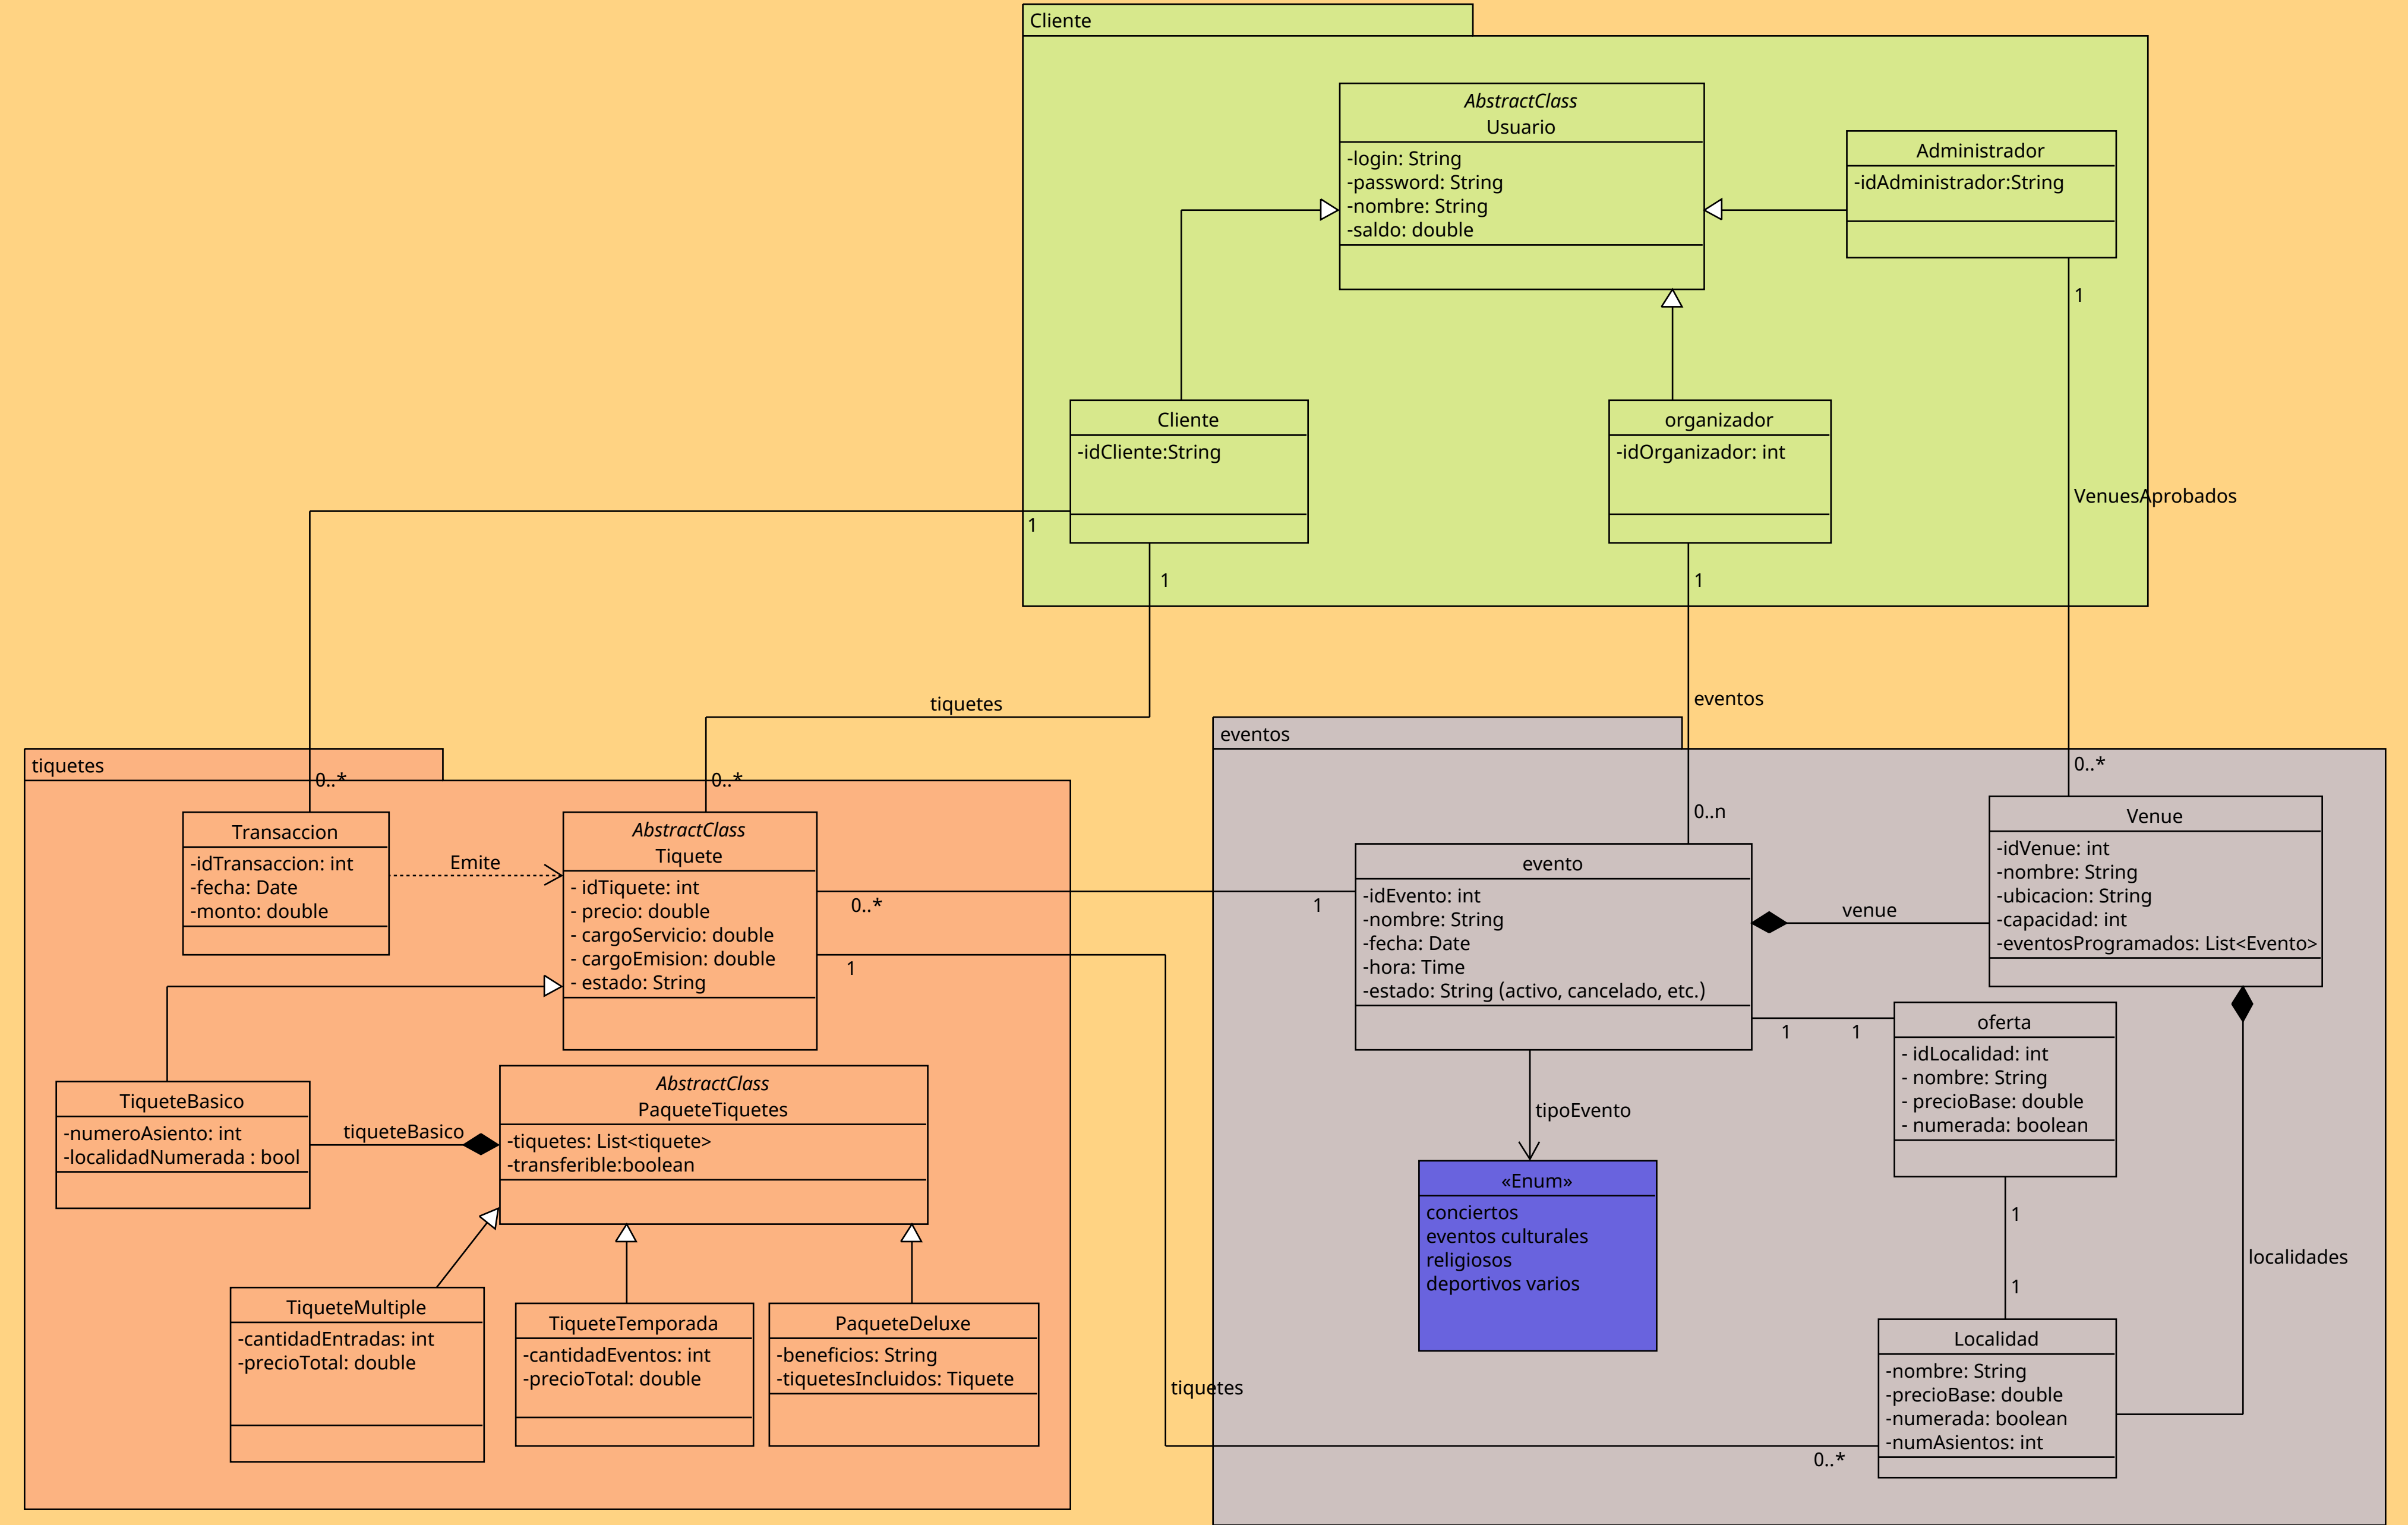 Cliente
AbstractClass
Usuario
-login: String
-password: String
-nombre: String
-saldo: double
Administrador
-idAdministrador:String
1
VenuesAprobados
0..*
Cliente
-idCliente:String
1
0..*
organizador
-idOrganizador: int
1
eventos
0..n
1
tiquetes
0..*
tiquetes
Transaccion
-idTransaccion: int
-fecha: Date
-monto: double
Emite
AbstractClass
Tiquete
- idTiquete: int
- precio: double
- cargoServicio: double
- cargoEmision: double
- estado: String
0..*
1
1
tiquetes
0..*
TiqueteBasico
-numeroAsiento: int
-localidadNumerada : bool
tiqueteBasico
AbstractClass
PaqueteTiquetes
-tiquetes: List<tiquete>
-transferible:boolean
TiqueteMultiple
-cantidadEntradas: int
-precioTotal: double
TiqueteTemporada
-cantidadEventos: int
-precioTotal: double
PaqueteDeluxe
-beneficios: String
-tiquetesIncluidos: Tiquete
eventos
evento
-idEvento: int
-nombre: String
-fecha: Date
-hora: Time
-estado: String (activo, cancelado, etc.)
venue
Venue
-idVenue: int
-nombre: String
-ubicacion: String
-capacidad: int
-eventosProgramados: List<Evento>
1
1
oferta
- idLocalidad: int
- nombre: String
- precioBase: double
- numerada: boolean
tipoEvento
«Enum»
conciertos
eventos culturales
religiosos
deportivos varios
1
1
localidades
Localidad
-nombre: String
-precioBase: double
-numerada: boolean
-numAsientos: int